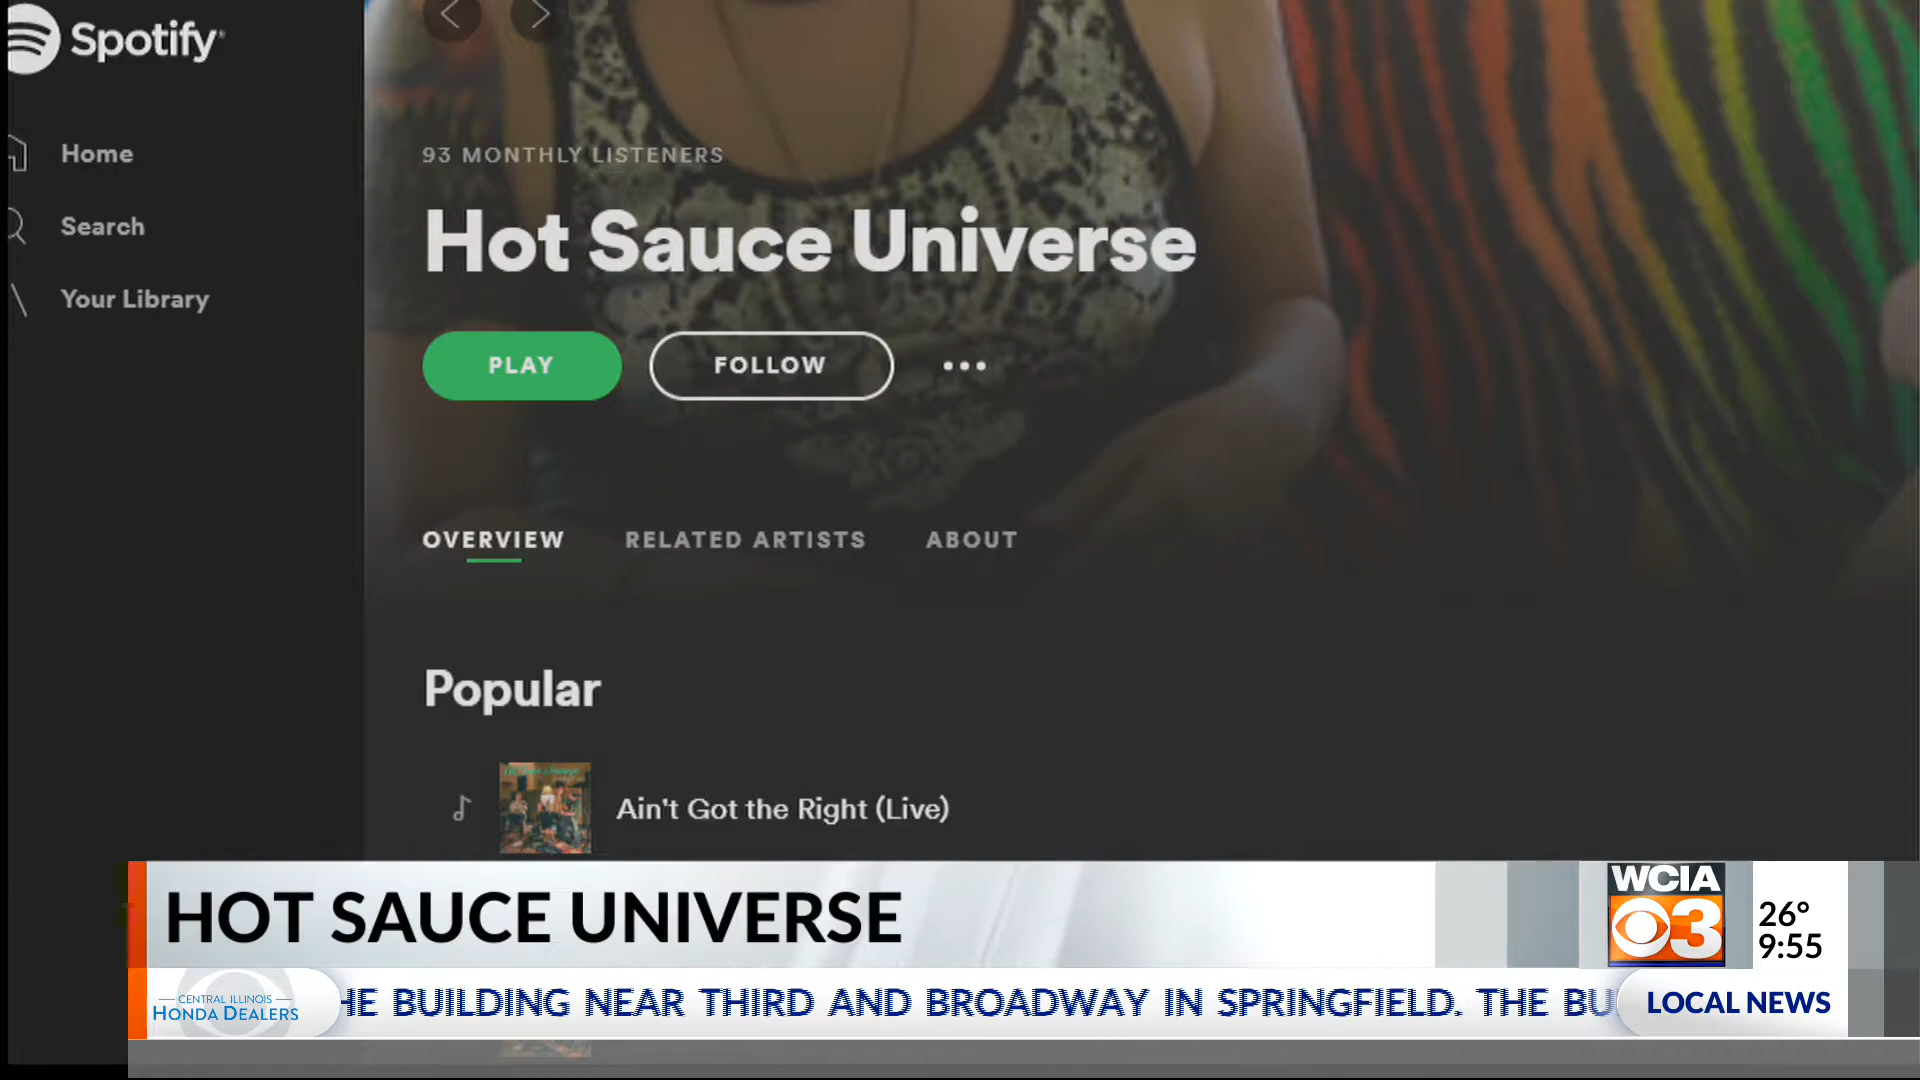 Spotify
Home
Search
Your Library
93 MONTHLY LISTENERS
Hot Sauce Universe
PLAY
FOLLOW
OVERVIEW
RELATED ARTISTS
ABOUT
Popular
Ain't Got the Right (Live)
HOT SAUCE UNIVERSE
WCIA
3
26°
9:55
CENTRAL ILLINOIS
HONDA DEALERS
HE BUILDING NEAR THIRD AND BROADWAY IN SPRINGFIELD. THE BU
LOCAL NEWS